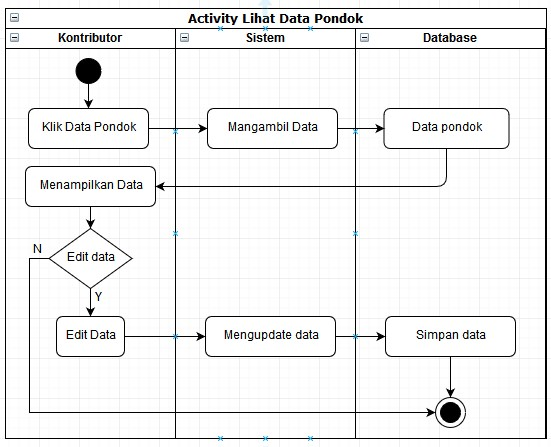 Activity Lihat Data Pondok
Kontributor
Sistem
Database
Klik Data Pondok
Mangambil Data
Data pondok
Menampilkan Data
Edit data
N
Y
Edit Data
Mengupdate data
Simpan data